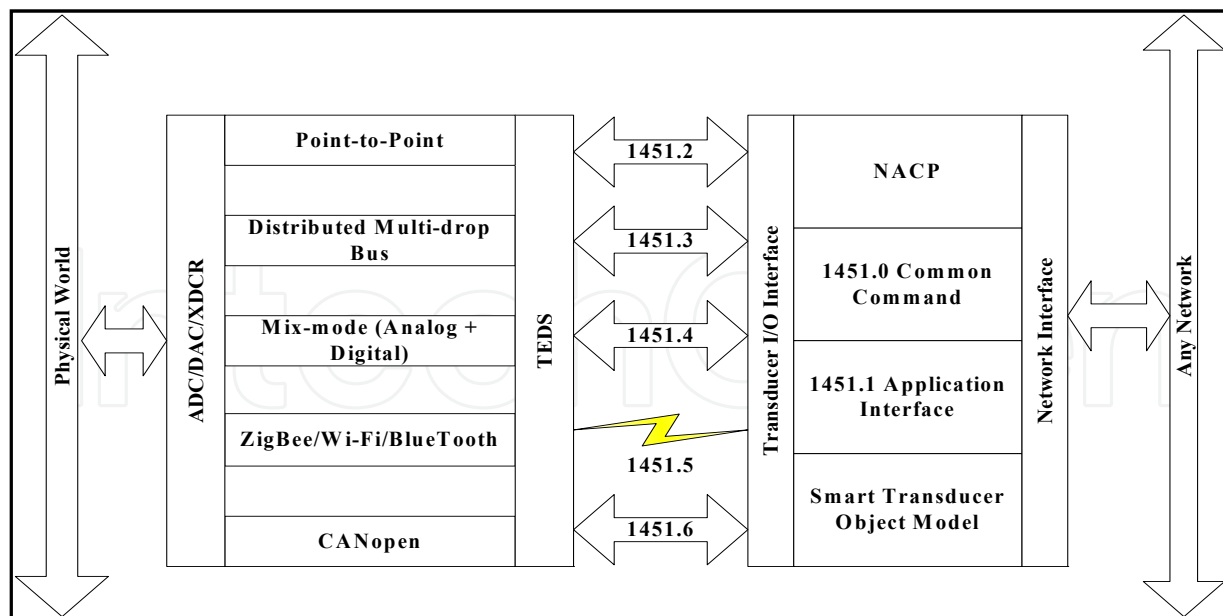 Physical World
ADC/DAC/XDCR
Point-to-Point
Distributed Multi-drop
Bus
Mix-mode (Analog +
Digital)
ZigBee/Wi-Fi/BlueTooth
CANopen
TEDS
1451.2
1451.3
1451.4
1451.5
1451.6
Transducer I/O Interface
NACP
1451.0 Common
Command
1451.1 Application
Interface
Smart Transducer
Object Model
Network Interface
Any Network